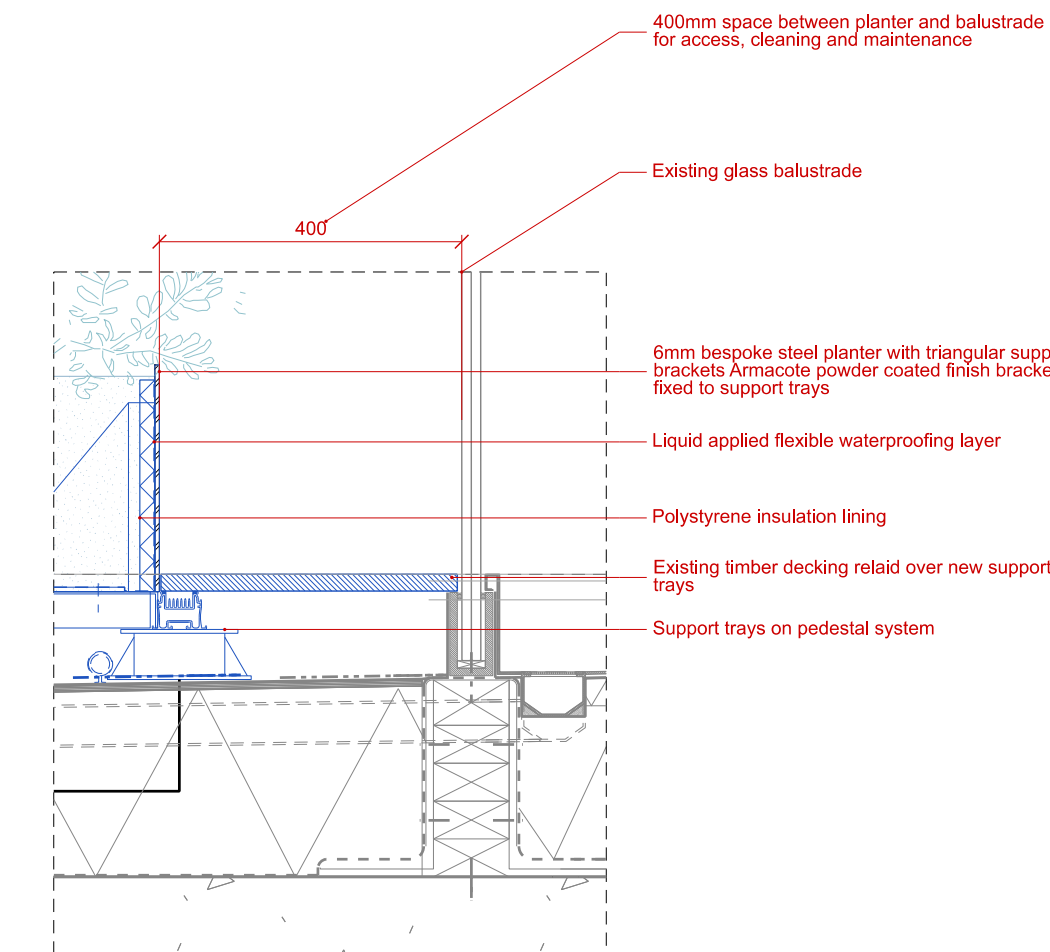 400mm space between planter and balustrade
for access, cleaning and maintenance
Existing glass balustrade
400
6mm bespoke steel planter with triangular supp
brackets Armacote powder coated finish bracke
fixed to support trays
Liquid applied flexible waterproofing layer
Polystyrene insulation lining
Existing timber decking relaid over new support
trays
Support trays on pedestal system